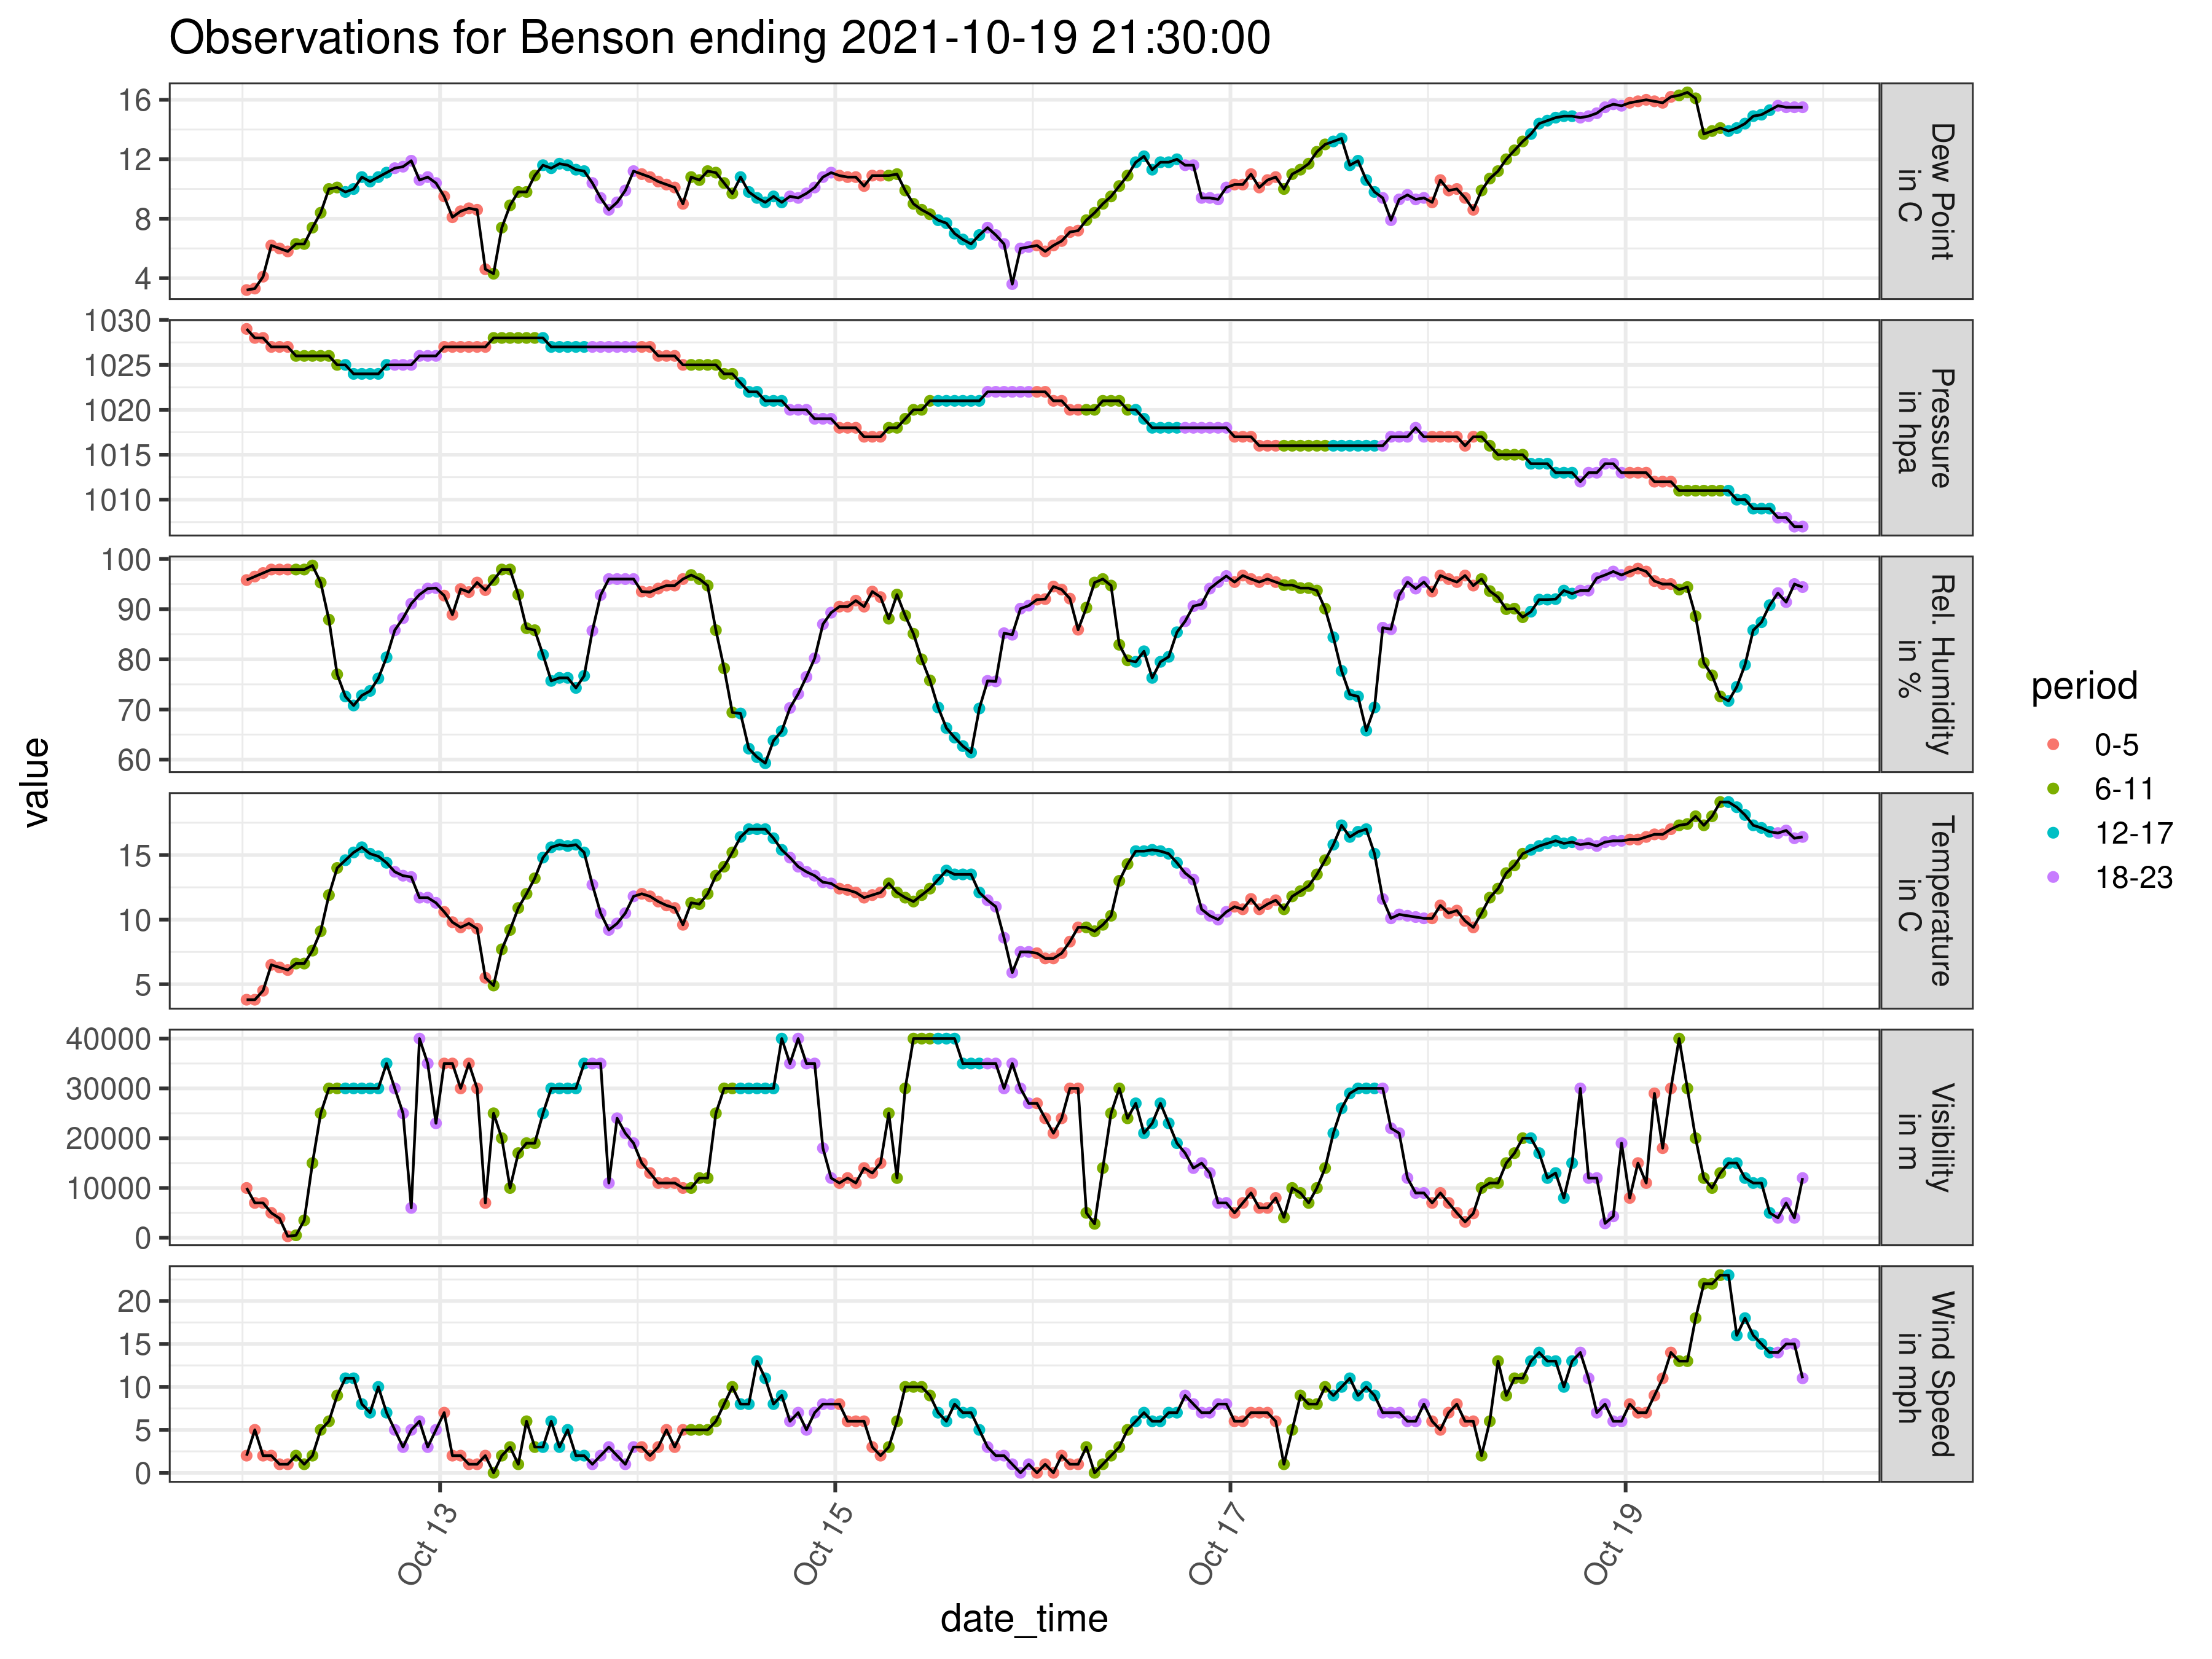 Observations for Benson ending 2021-10-19 21:30:00
value
16
12
8
4
Dew Point
in C
1030
1025
1020
1015
1010
Pressure
in hpa
100
90
80
70
60
Rel. Humidity
in %
15
10
5
Temperature
in C
40000
30000
20000
10000
0
Visibility
in m
20
15
10
5
0
Wind Speed
in mph
Oct 13
Oct 15
Oct 17
Oct 19
date_time
period
0-5
6-11
12-17
18-23